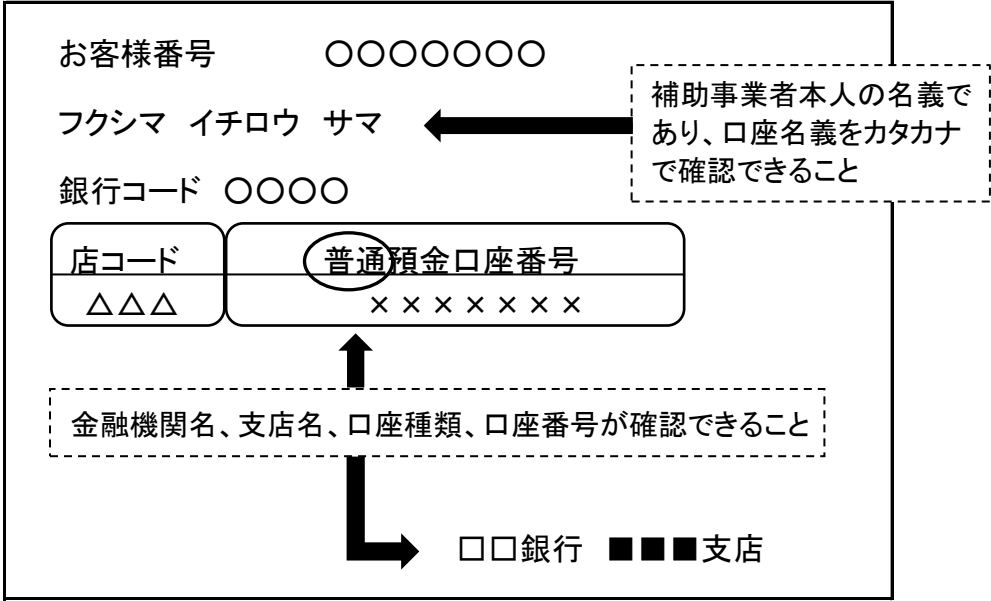 お客様番号 〇〇〇〇〇〇〇
補助事業者本人の名義で
あり、口座名義をカタカナ
で確認できること
フクシマ イチロウ サマ
銀行コード 〇〇〇〇
店コード 普通預金口座番号
△△△ ×××××××
金融機関名、支店名、口座種類、口座番号が確認できること
□□銀行 ■■■支店